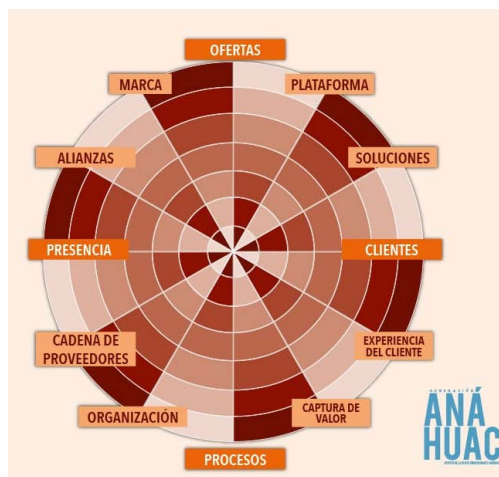 OFERTAS
MARCA
PLATAFORMA
ALIANZAS
SOLUCIONES
PRESENCIA
CLIENTES
CADENA DE
PROVEEDORES
EXPERIENCIA
DEL CLIENTE
ORGANIZACIÓN
CAPTURA DE
VALOR
PROCESOS
GENERACIÓN
ANÁ
HUAC